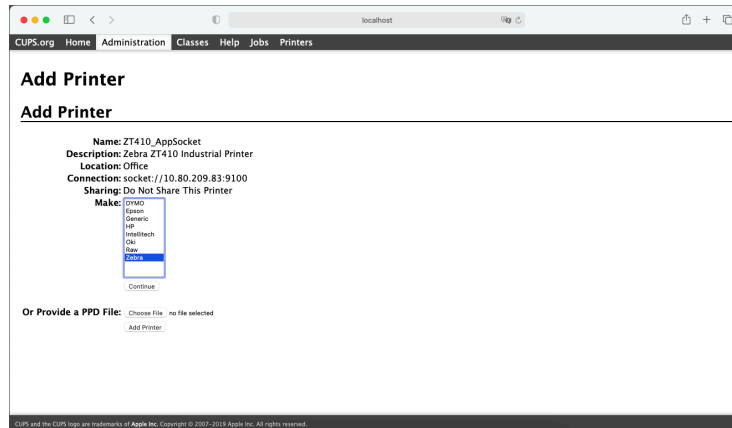 localhost
CUPS.org Home Administration Classes Help Jobs Printers
Add Printer
Add Printer
Name: ZT410_AppSocket
Description: Zebra ZT410 Industrial Printer
Location: Office
Connection: socket://10.80.209.83:9100
Sharing: Do Not Share This Printer
Make:
DYMO
Epson
Generic
HP
Intellitech
Oki
Raw
Zebra
Continue
Or Provide a PPD File: Choose File no file selected
Add Printer
CUPS and the CUPS logo are trademarks of Apple Inc. Copyright © 2007-2019 Apple Inc. All rights reserved.